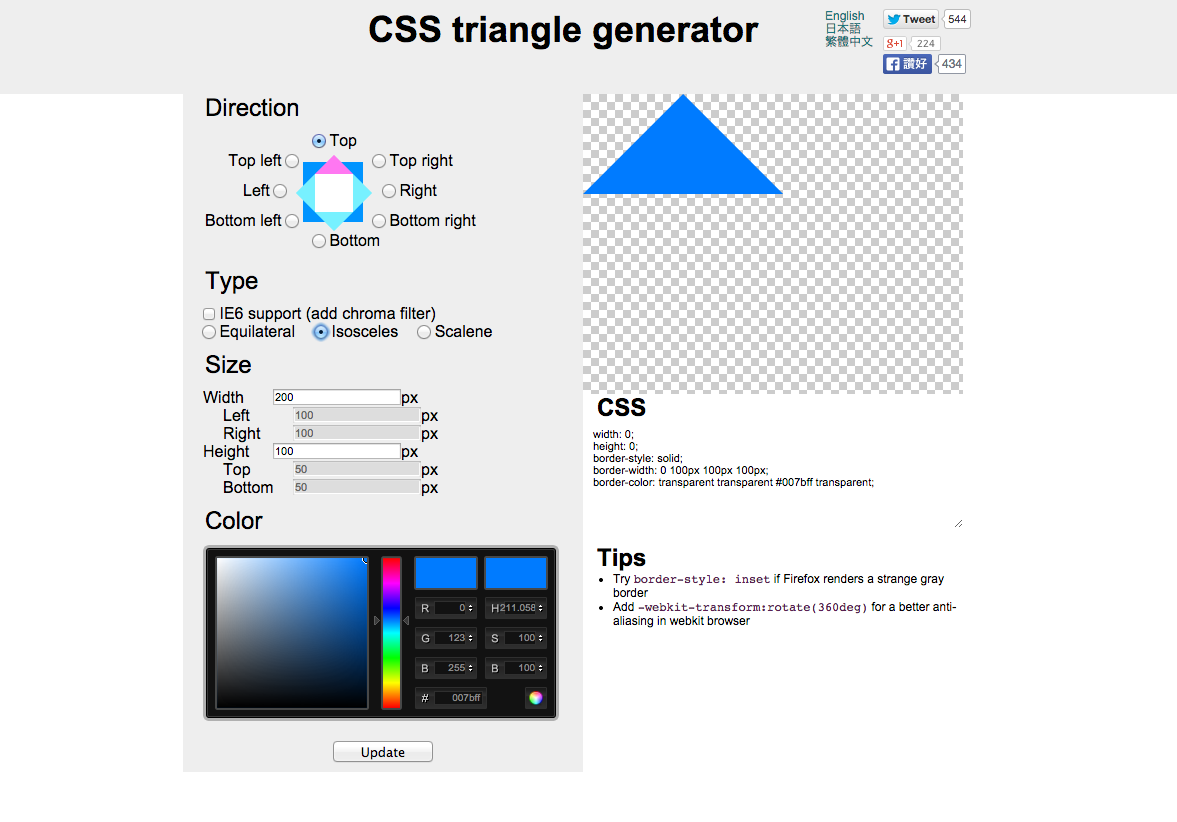 CSS triangle generator
English
日本語
繁體中文
Tweet 544
g+1 224
f 讚好 434
Direction
Top
Top left Top right
Left Right
Bottom left Bottom right
Bottom
Type
IE6 support (add chroma filter)
Equilateral Isosceles Scalene
Size
Width 200 px
Left 100 px
Right 100 px
Height 100 px
Top 50 px
Bottom 50 px
Color
R 0 H 211.058
G 123 S 100
B 255 B 100
# 007bff
Update
CSS
width: 0;
height: 0;
border-style: solid;
border-width: 0 100px 100px 100px;
border-color: transparent transparent #007bff transparent;
Tips
• Try border-style: inset if Firefox renders a strange gray
border
• Add -webkit-transform:rotate(360deg) for a better anti-
aliasing in webkit browser